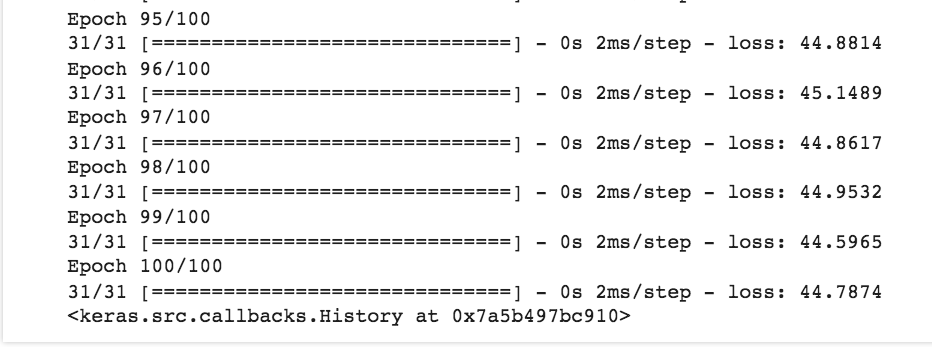 Epoch 95/100
31/31 [==============================] - 0s 2ms/step - loss: 44.8814
Epoch 96/100
31/31 [==============================] - 0s 2ms/step - loss: 45.1489
Epoch 97/100
31/31 [==============================] - 0s 2ms/step - loss: 44.8617
Epoch 98/100
31/31 [==============================] - 0s 2ms/step - loss: 44.9532
Epoch 99/100
31/31 [==============================] - 0s 2ms/step - loss: 44.5965
Epoch 100/100
31/31 [==============================] - 0s 2ms/step - loss: 44.7874
<keras.src.callbacks.History at 0x7a5b497bc910>